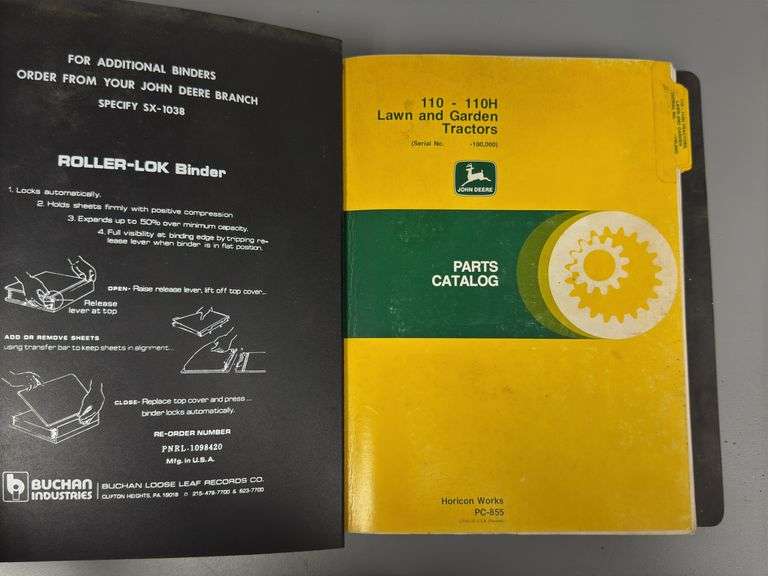 FOR ADDITIONAL BINDERS
ORDER FROM YOUR JOHN DEERE BRANCH
SPECIFY SX-1038
ROLLER-LOK Binder
1. Locks automatically.
2. Holds sheets firmly with positive compression
3. Expands up to 50% over minimum capacity.
4. Full visibility at binding edge by tripping re-
lease lever when binder is in flat position.
OPEN- Raise release lever, lift off top cover...
Release
lever at top
ADD OR REMOVE SHEETS
using transfer bar to keep sheets in alignment...
CLOSE- Replace top cover and press ...
binder locks automatically.
RE-ORDER NUMBER
PNRL-1098420
Mfg. in U.S.A.
BUCHAN
INDUSTRIES
BUCHAN LOOSE LEAF RECORDS CO.
CLIFTON HEIGHTS, PA 19018 215-478-7700 & 623-7700
110 - 110H
Lawn and Garden
Tractors
(Serial No. -100,000)
JOHN DEERE
PARTS
CATALOG
Horicon Works
PC-855